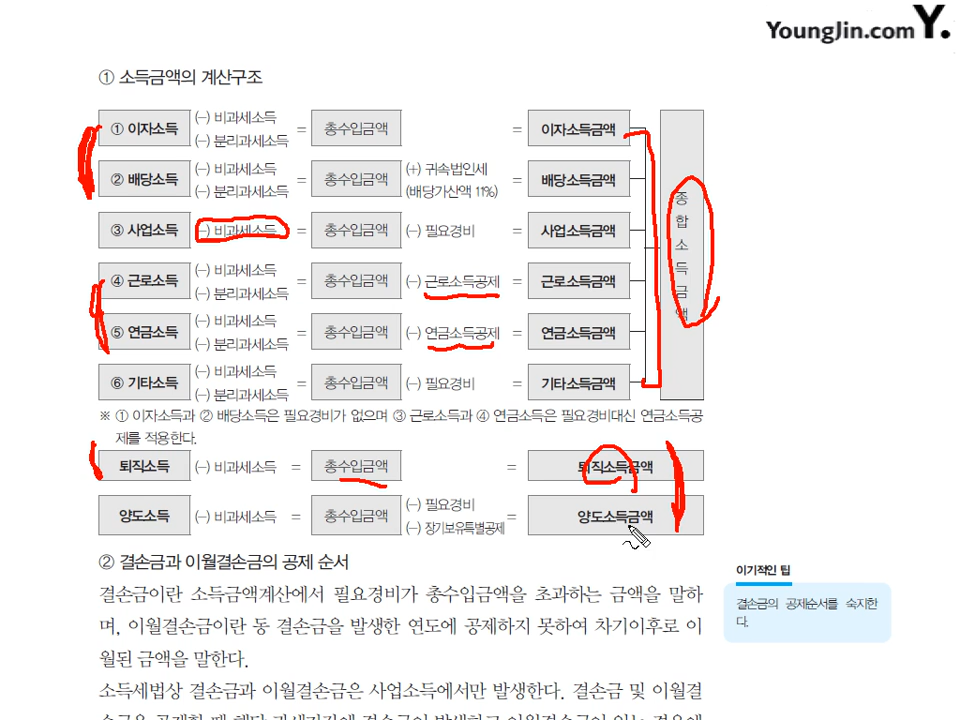 YoungJin.com Y.
① 소득금액의 계산구조
① 이자소득 (-) 비과세소득 (-) 분리과세소득 = 총수입금액 = 이자소득금액
② 배당소득 (-) 비과세소득 (-) 분리과세소득 = 총수입금액 (+) 귀속법인세 (배당가산액 11%) = 배당소득금액
③ 사업소득 (-) 비과세소득 = 총수입금액 (-) 필요경비 = 사업소득금액
④ 근로소득 (-) 비과세소득 (-) 분리과세소득 = 총수입금액 (-) 근로소득공제 = 근로소득금액
⑤ 연금소득 (-) 비과세소득 (-) 분리과세소득 = 총수입금액 (-) 연금소득공제 = 연금소득금액
⑥ 기타소득 (-) 비과세소득 (-) 분리과세소득 = 총수입금액 (-) 필요경비 = 기타소득금액
종합소득금액
※ ① 이자소득과 ② 배당소득은 필요경비가 없으며 ③ 근로소득과 ④ 연금소득은 필요경비대신 연금소득공
제를 적용한다.
퇴직소득 (-) 비과세소득 = 총수입금액 = 퇴직소득금액
양도소득 (-) 비과세소득 = 총수입금액 (-) 필요경비 (-) 장기보유특별공제 = 양도소득금액
② 결손금과 이월결손금의 공제 순서
결손금이란 소득금액계산에서 필요경비가 총수입금액을 초과하는 금액을 말하
며, 이월결손금이란 동 결손금을 발생한 연도에 공제하지 못하여 차기이후로 이
월된 금액을 말한다.
소득세법상 결손금과 이월결손금은 사업소득에서만 발생한다. 결손금 및 이월결
이기적인 팁
결손금의 공제순서를 숙지한
다.